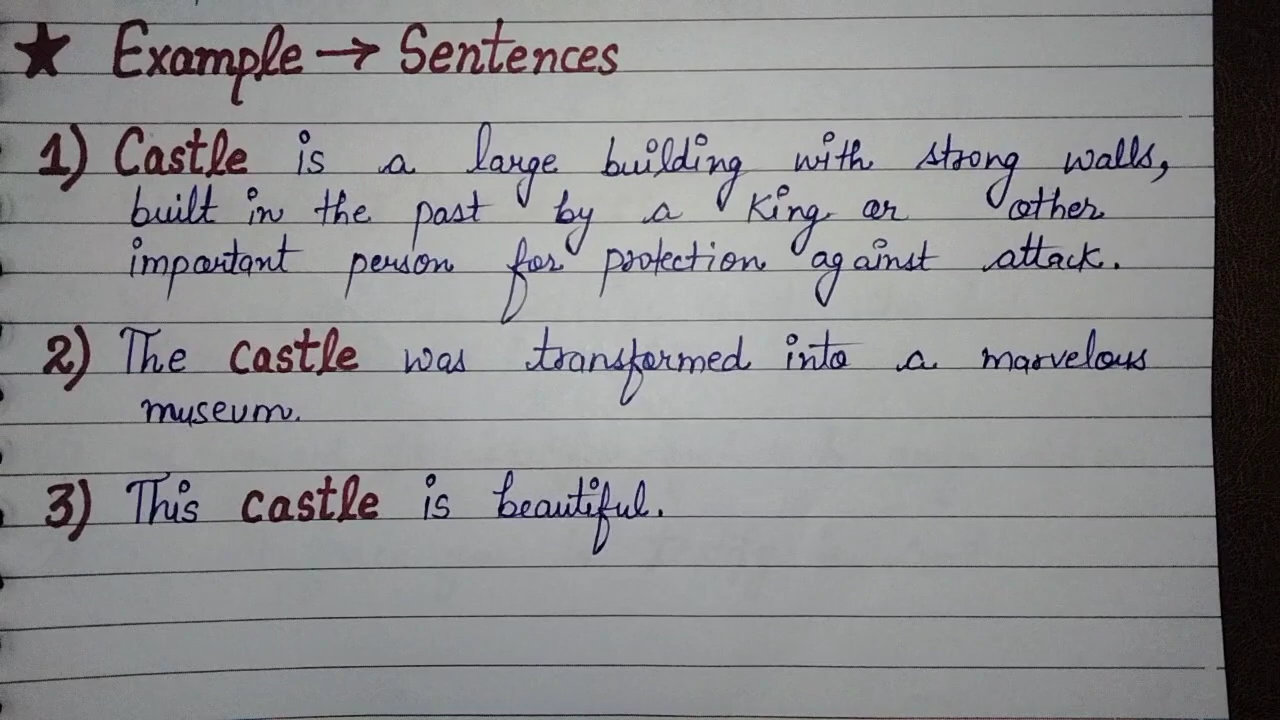 ★ Example → Sentences
1) Castle is a large building with strong walls,
built in the past by a King or other
important person for protection against attack.
2) The castle was transformed into a marvelous
museum.
3) This castle is beautiful.